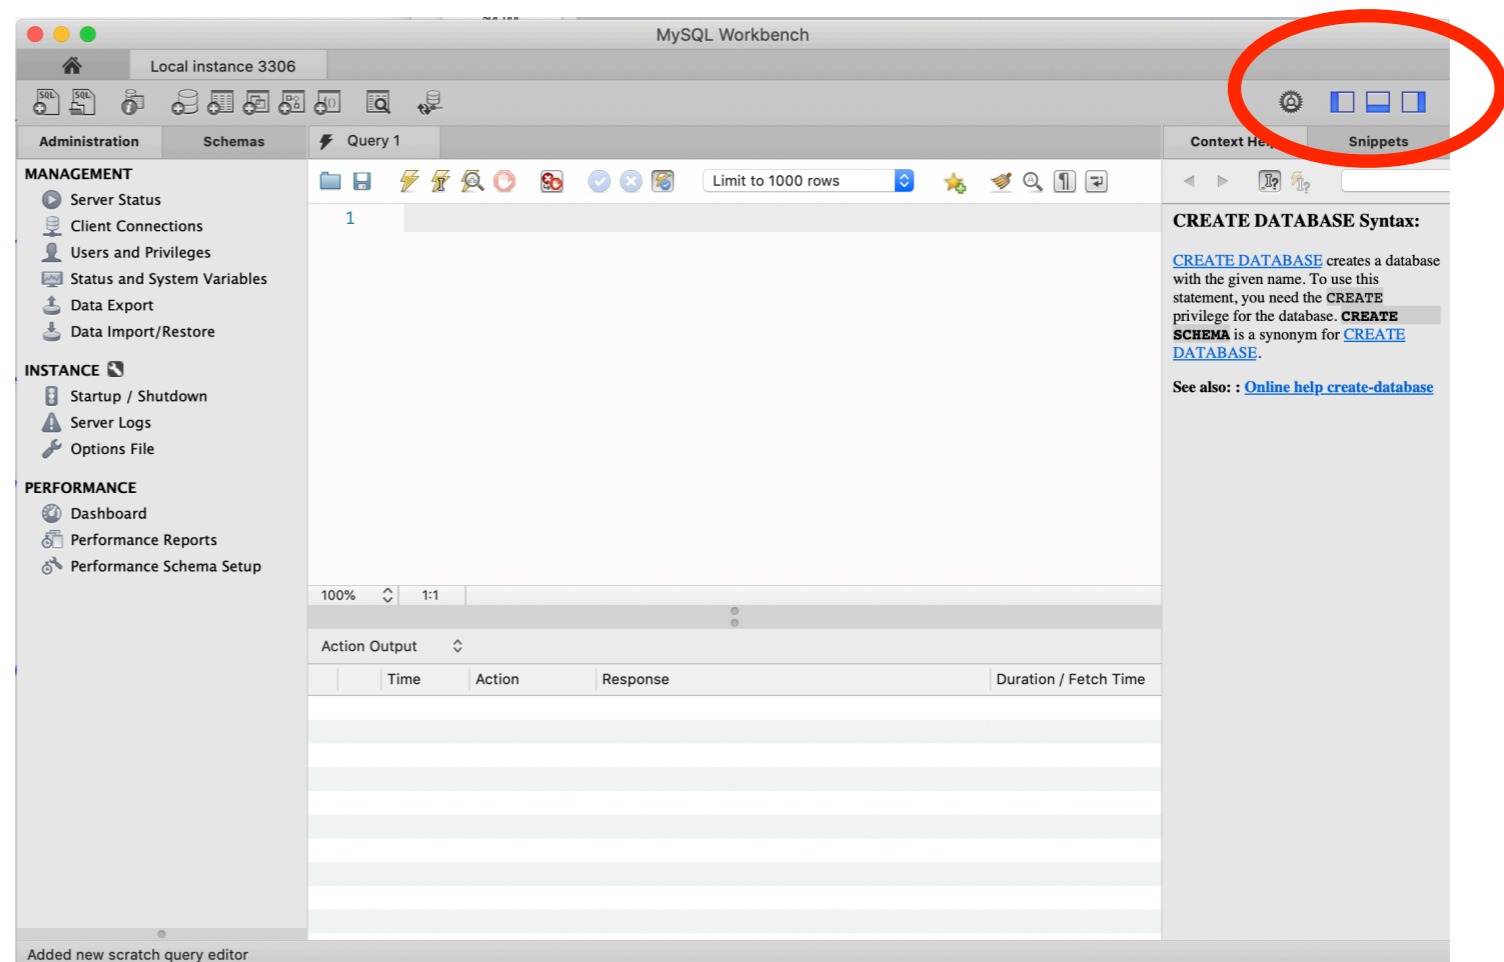 MySQL Workbench
Local instance 3306
SQL SQL
Administration Schemas
Query 1
Context
Snippets
MANAGEMENT
Server Status
Client Connections
Users and Privileges
Status and System Variables
Data Export
Data Import/Restore
INSTANCE
Startup / Shutdown
Server Logs
Options File
PERFORMANCE
Dashboard
Performance Reports
Performance Schema Setup
Limit to 1000 rows
1
100% 1:1
Action Output
Time Action Response Duration / Fetch Time
CREATE DATABASE Syntax:
CREATE DATABASE creates a database
with the given name. To use this
statement, you need the CREATE
privilege for the database. CREATE
SCHEMA is a synonym for CREATE
DATABASE.
See also: : Online help create-database
Added new scratch query editor